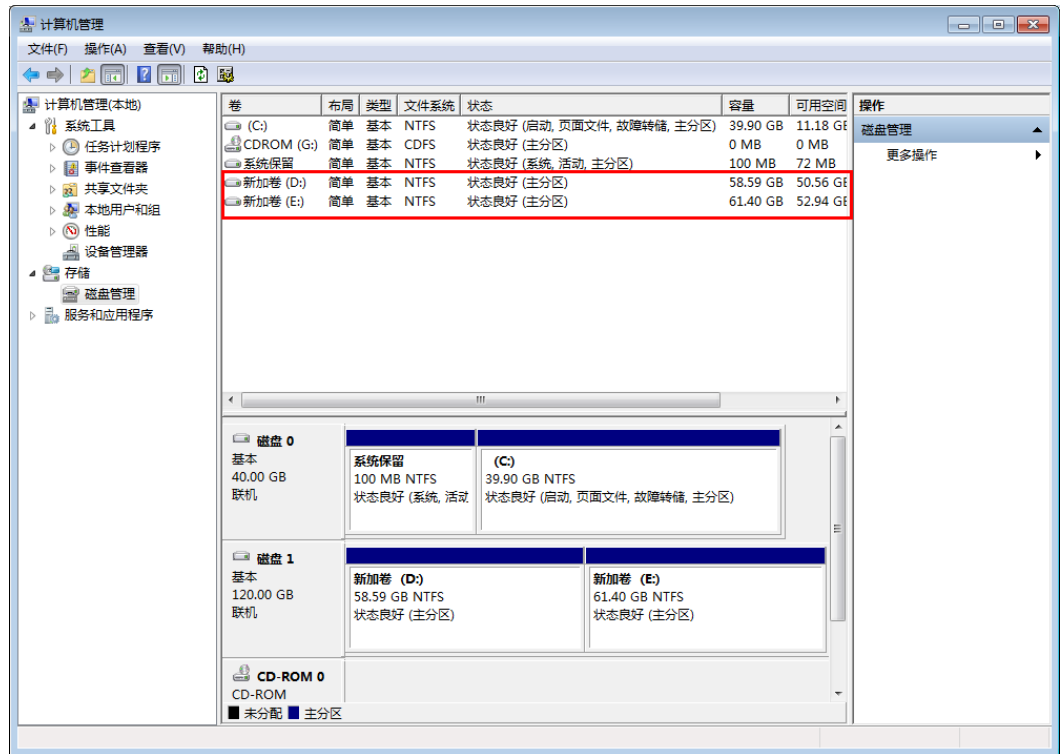 计算机管理
文件(F) 操作(A) 查看(V) 帮助(H)
计算机管理(本地)
系统工具
任务计划程序
事件查看器
共享文件夹
本地用户和组
性能
设备管理器
存储
磁盘管理
服务和应用程序
卷 布局 类型 文件系统 状态 容量 可用空间
(C:) 简单 基本 NTFS 状态良好 (启动, 页面文件, 故障转储, 主分区) 39.90 GB 11.18 GE
CDROM (G:) 简单 基本 CDFS 状态良好 (主分区) 0 MB 0 MB
系统保留 简单 基本 NTFS 状态良好 (系统, 活动, 主分区) 100 MB 72 MB
新加卷 (D:) 简单 基本 NTFS 状态良好 (主分区) 58.59 GB 50.56 GE
新加卷 (E:) 简单 基本 NTFS 状态良好 (主分区) 61.40 GB 52.94 GE
操作
磁盘管理
更多操作
磁盘 0
基本
40.00 GB
联机
系统保留
100 MB NTFS
状态良好 (系统, 活动
(C:)
39.90 GB NTFS
状态良好 (启动, 页面文件, 故障转储, 主分区)
磁盘 1
基本
120.00 GB
联机
新加卷 (D:)
58.59 GB NTFS
状态良好 (主分区)
新加卷 (E:)
61.40 GB NTFS
状态良好 (主分区)
CD-ROM 0
CD-ROM
未分配 主分区